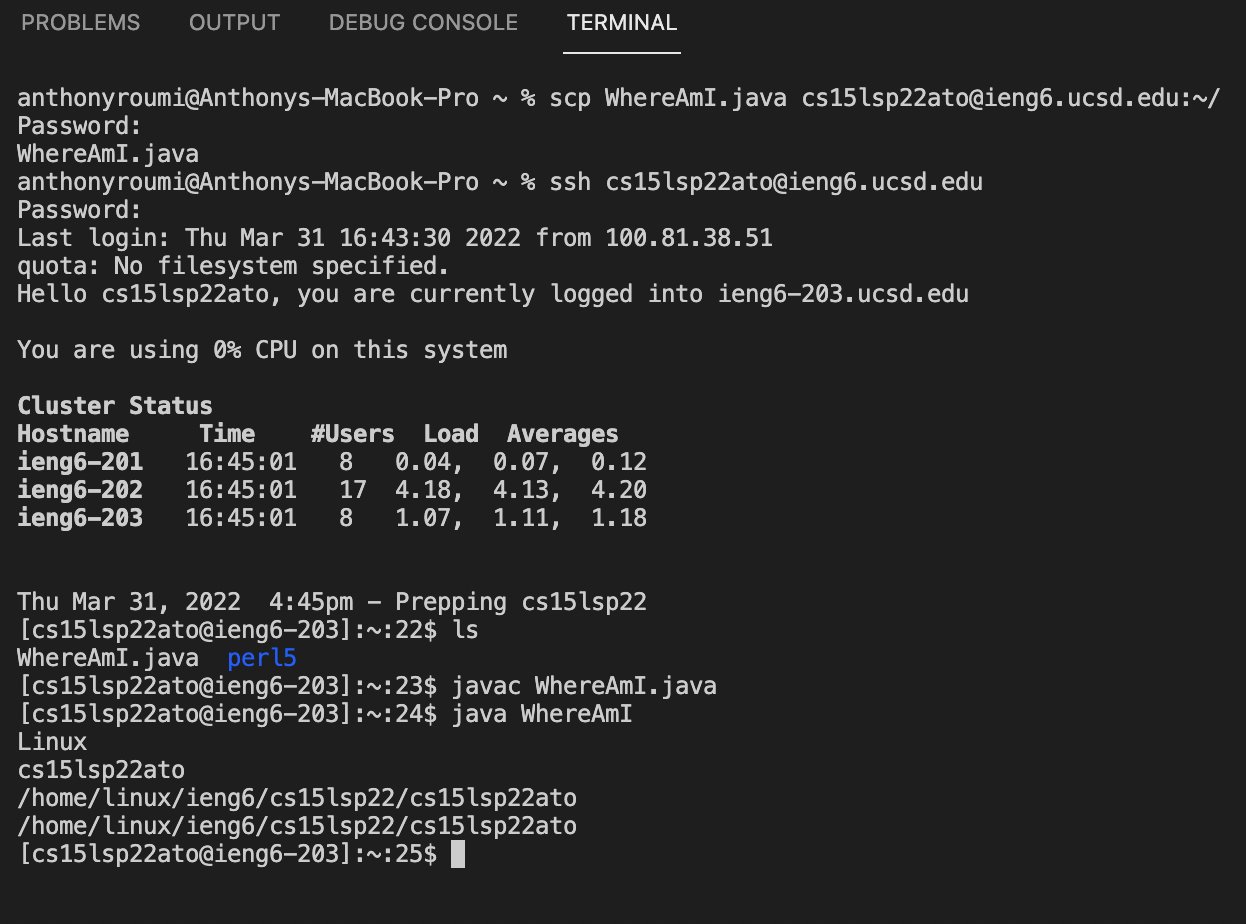 PROBLEMS OUTPUT DEBUG CONSOLE TERMINAL
anthonyroumi@Anthonys-MacBook-Pro ~ % scp WhereAmI.java cs15lsp22ato@ieng6.ucsd.edu:~/
Password:
WhereAmI.java
anthonyroumi@Anthonys-MacBook-Pro ~ % ssh cs15lsp22ato@ieng6.ucsd.edu
Password:
Last login: Thu Mar 31 16:43:30 2022 from 100.81.38.51
quota: No filesystem specified.
Hello cs15lsp22ato, you are currently logged into ieng6-203.ucsd.edu
You are using 0% CPU on this system
Cluster Status
Hostname     Time    #Users  Load  Averages
ieng6-201   16:45:01   8   0.04,  0.07,  0.12
ieng6-202   16:45:01   17  4.18,  4.13,  4.20
ieng6-203   16:45:01   8   1.07,  1.11,  1.18
Thu Mar 31, 2022  4:45pm - Prepping cs15lsp22
[cs15lsp22ato@ieng6-203]:~:22$ ls
WhereAmI.java  perl5
[cs15lsp22ato@ieng6-203]:~:23$ javac WhereAmI.java
[cs15lsp22ato@ieng6-203]:~:24$ java WhereAmI
Linux
cs15lsp22ato
/home/linux/ieng6/cs15lsp22/cs15lsp22ato
/home/linux/ieng6/cs15lsp22/cs15lsp22ato
[cs15lsp22ato@ieng6-203]:~:25$